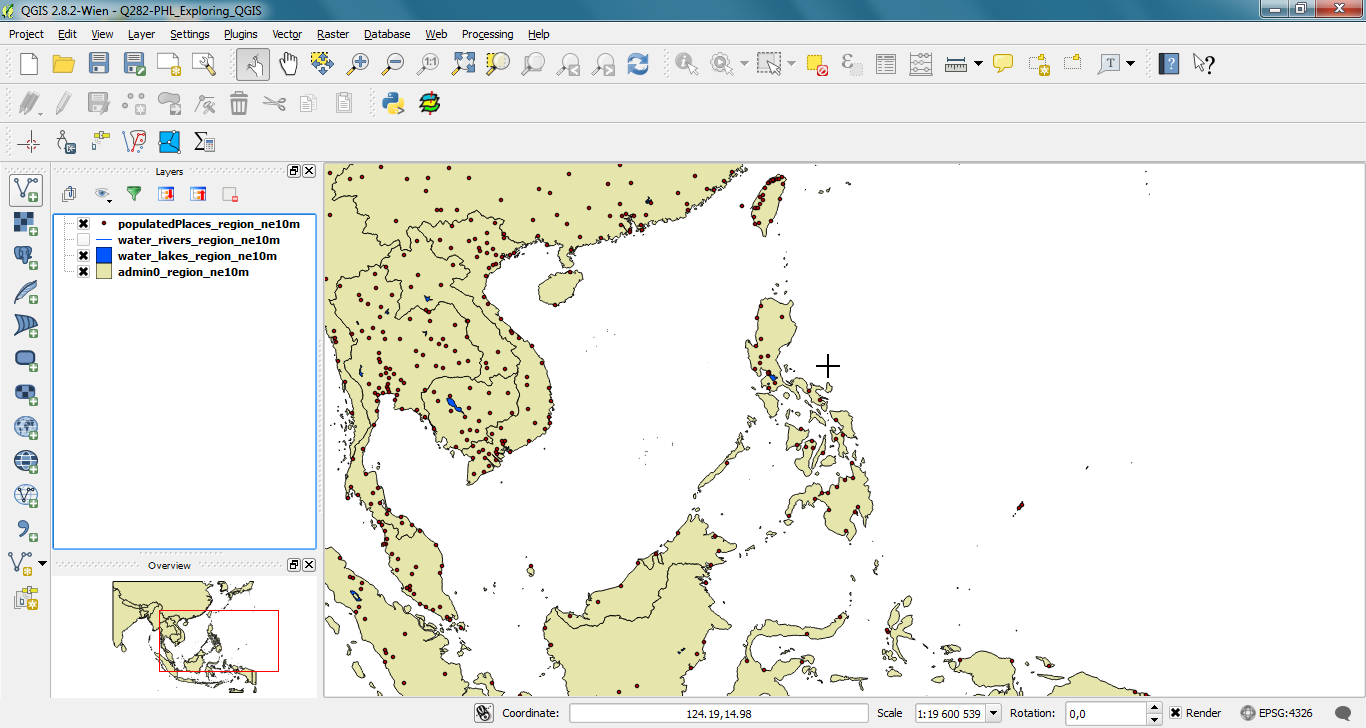 QGIS 2.8.2-Wien - Q282-PHL_Exploring_QGIS
Project Edit View Layer Settings Plugins Vector Raster Database Web Processing Help
1:1
T
?
?
Layers
populatedPlaces_region_ne10m
water_rivers_region_ne10m
water_lakes_region_ne10m
admin0_region_ne10m
Overview
Coordinate: 124.19,14.98 Scale 1:19 600 539 Rotation: 0,0 Render EPSG:4326